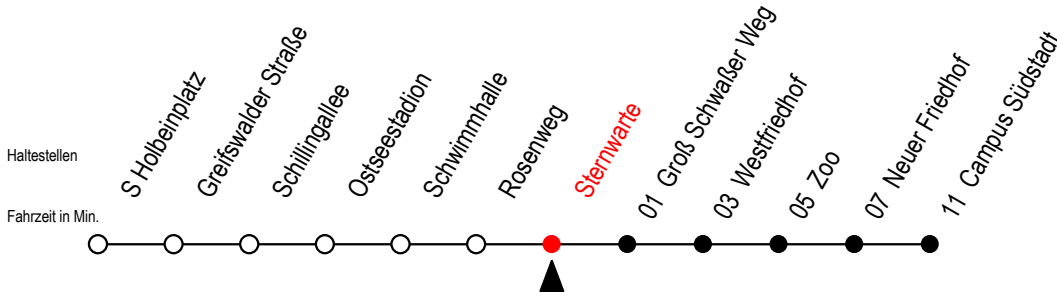 Haltestellen
Fahrzeit in Min.
S Holbeinplatz
Greifswalder Straße
Schillingallee
Ostseestadion
Schwimmhalle
Rosenweg
Sternwarte
01 Groß Schwaßer Weg
03 Westfriedhof
05 Zoo
07 Neuer Friedhof
11 Campus Südstadt